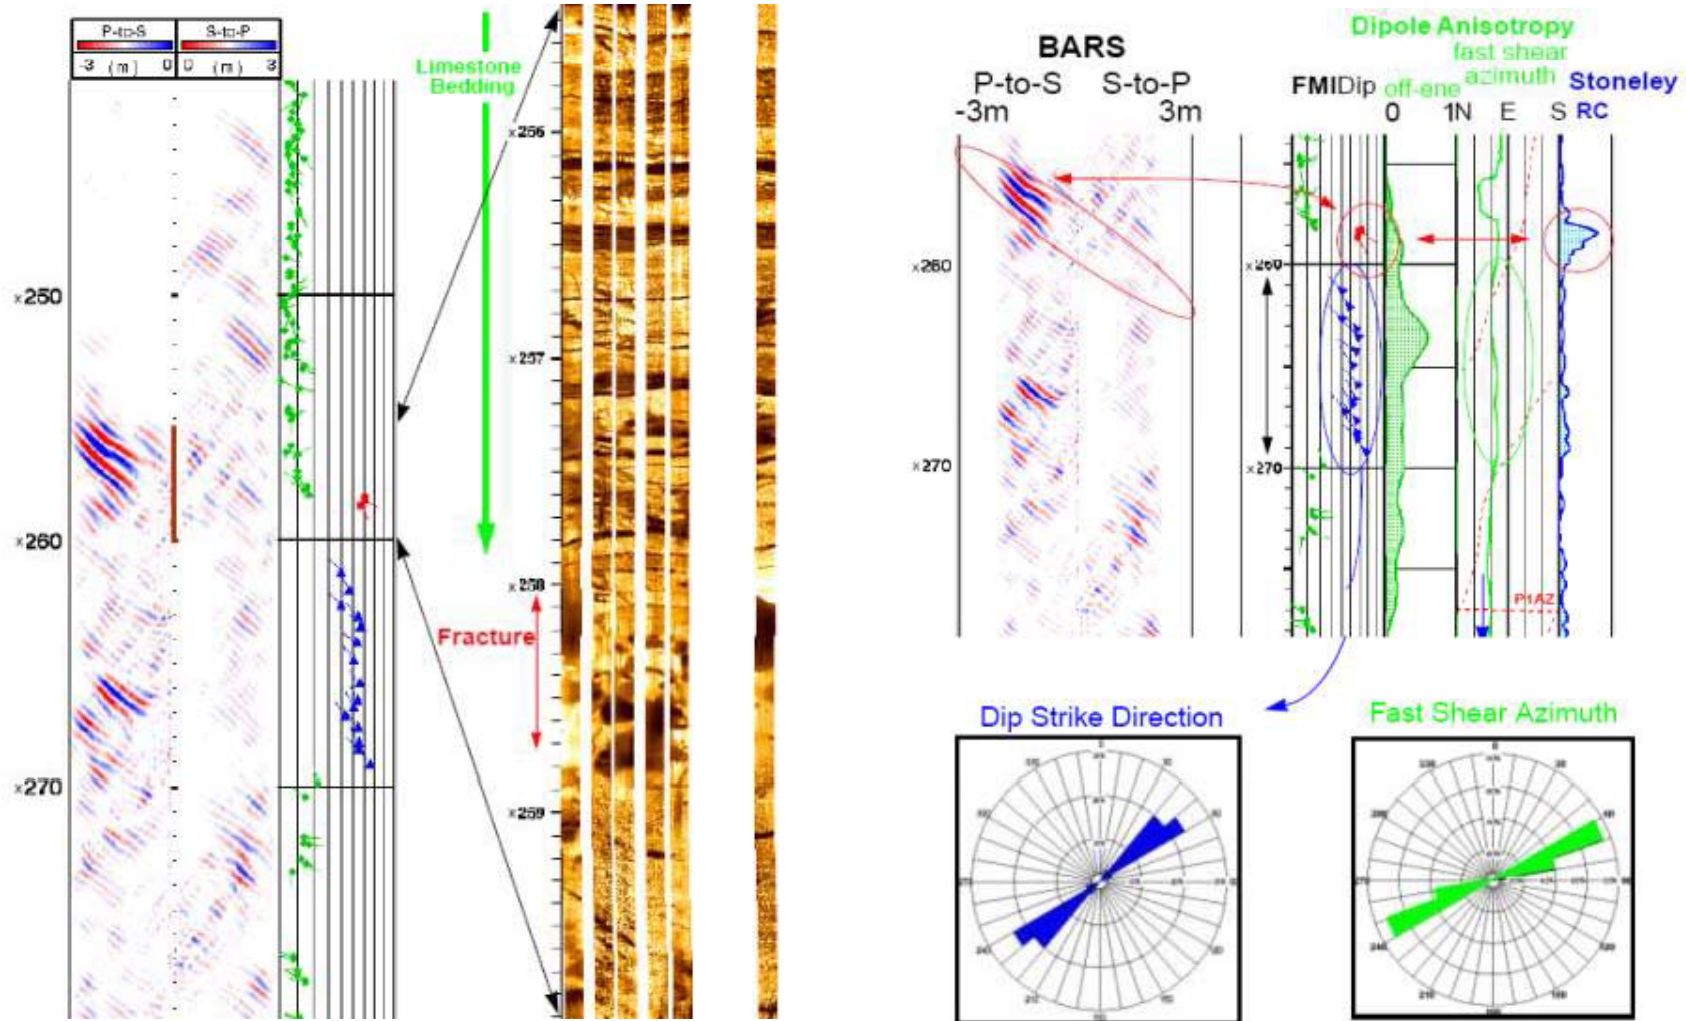 P-to-S S-to-P
-3 (m) 0 0 (m) 3
Limestone
Bedding
x250
x260
x270
x256
x257
x258
x259
Fracture
BARS
P-to-S S-to-P
-3m 3m
Dipole Anisotropy
fast shear
azimuth
FMIDip off-ene
0 1N E S
Stoneley
RC
x260
x270
x260
x270
P1AZ
Dip Strike Direction
Fast Shear Azimuth